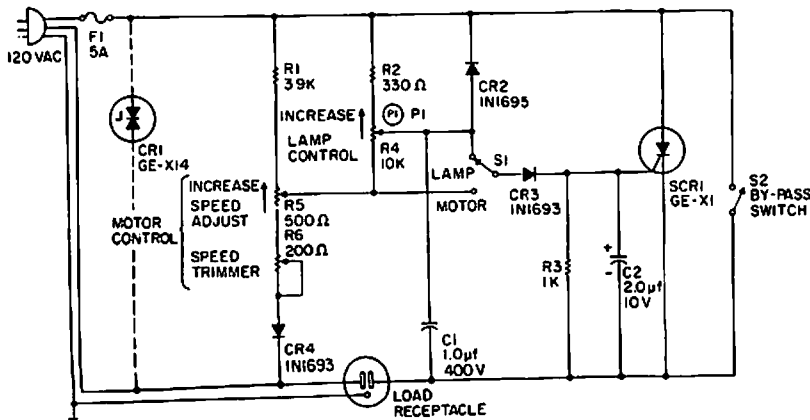 120 VAC
F1
5A
J
CR1
GE-X14
R1
3.9K
R2
330Ω
INCREASE
P1
P1
LAMP
CONTROL
R4
10K
CR2
1N1695
S1
LAMP
MOTOR
CR3
1N1693
SCR1
GE-X1
S2
BY-PASS
SWITCH
MOTOR
CONTROL
INCREASE
SPEED
ADJUST
R5
500Ω
R6
200Ω
SPEED
TRIMMER
R3
1K
+
-
C2
2.0μf
10V
CR4
1N1693
C1
1.0μf
400V
LOAD
RECEPTACLE